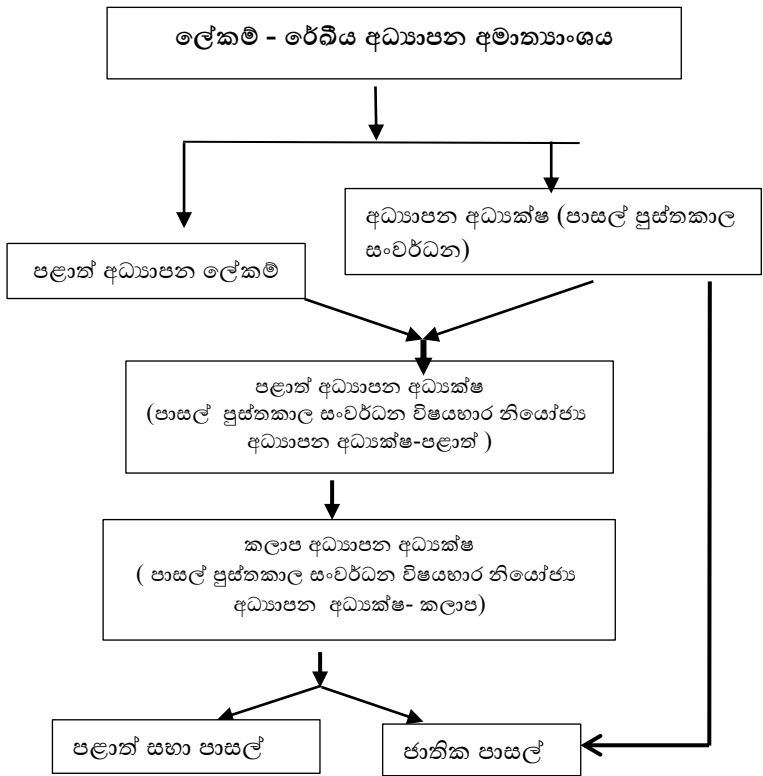 ලේකම් - රේඛීය අධ්‍යාපන අමාත්‍යාංශය
අධ්‍යාපන අධ්‍යක්ෂ (පාසල් පුස්තකාල
සංවර්ධන)
පළාත් අධ්‍යාපන ලේකම්
පළාත් අධ්‍යාපන අධ්‍යක්ෂ
(පාසල් පුස්තකාල සංවර්ධන විෂයභාර නියෝජ්‍ය
අධ්‍යාපන අධ්‍යක්ෂ-පළාත් )
කලාප අධ්‍යාපන අධ්‍යක්ෂ
( පාසල් පුස්තකාල සංවර්ධන විෂයභාර නියෝජ්‍ය
අධ්‍යාපන අධ්‍යක්ෂ- කලාප)
පළාත් සභා පාසල්
ජාතික පාසල්